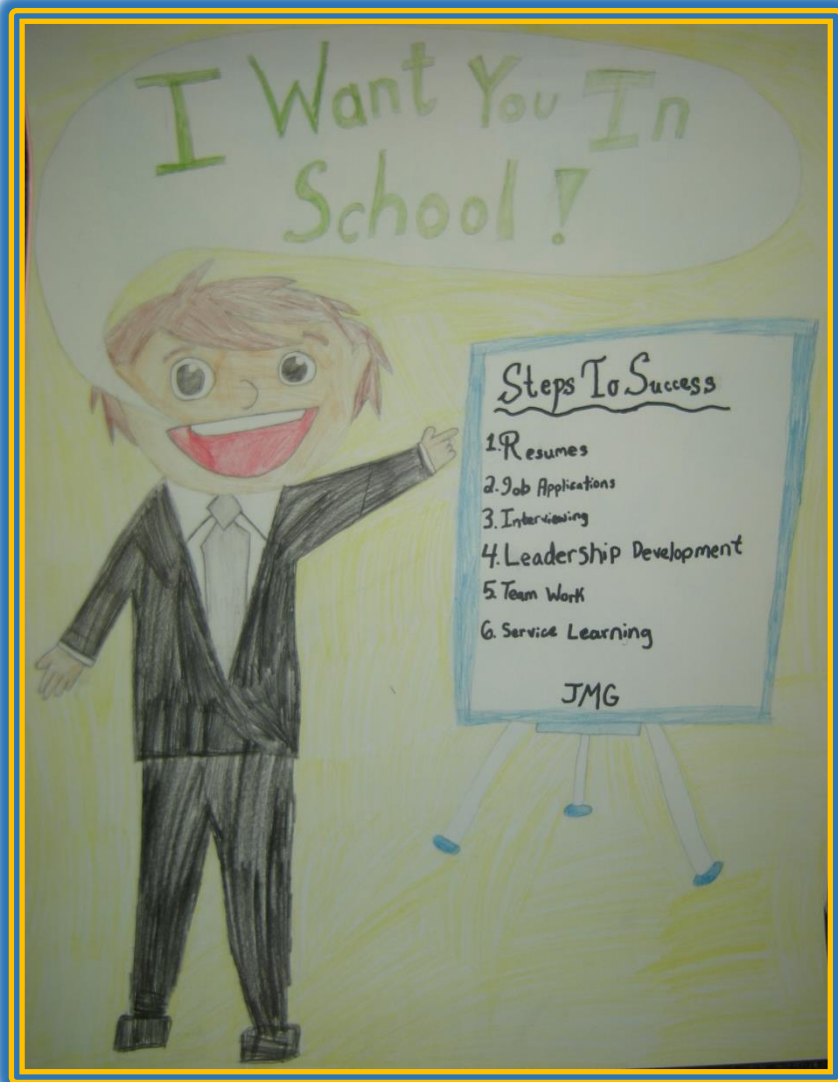 I Want You In
School!
Steps To Success
1. Resumes
2. Job Applications
3. Interviewing
4. Leadership Development
5. Team Work
6. Service Learning
JMG